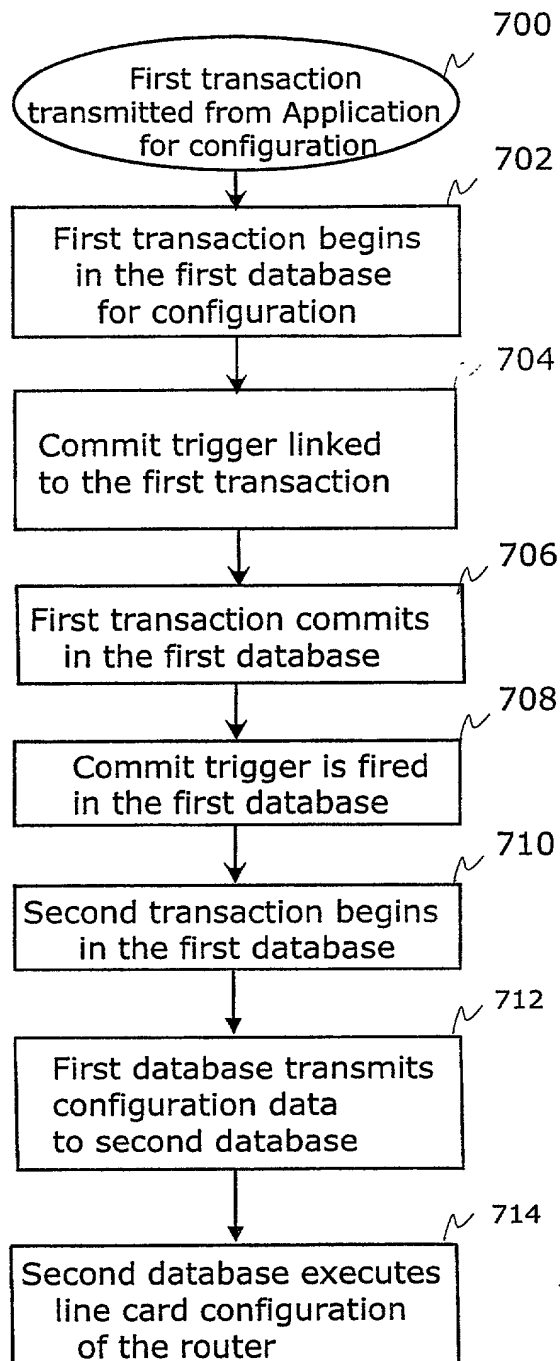 700
First transaction
transmitted from Application
for configuration
702
First transaction begins
in the first database
for configuration
704
Commit trigger linked
to the first transaction
706
First transaction commits
in the first database
708
Commit trigger is fired
in the first database
710
Second transaction begins
in the first database
712
First database transmits
configuration data
to second database
714
Second database executes
line card configuration
of the router